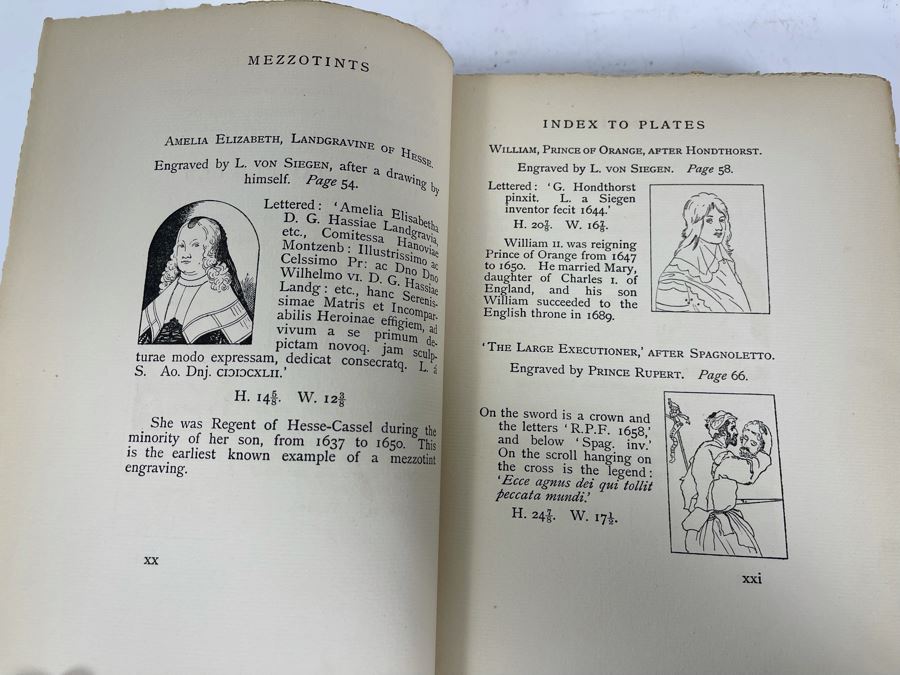 MEZZOTINTS
AMELIA ELIZABETH, LANDGRAVINE OF HESSE.
Engraved by L. VON SIEGEN, after a drawing by
himself. Page 54.
Lettered: 'Amelia Elisabetha
D. G. Hassiae Landgravia,
etc., Comitessa Hanoviae
Montzenb: Illustrissimo ac
Celssimo Pr: ac Dno Dno
Wilhelmo VI. D. G. Hassiae
Landg: etc., hanc Serenis-
simae Matris et Incompar-
abilis Heroinae effigiem, ad
vivum a se primum de-
pictam novoq. jam sculp-
turae modo expressam, dedicat consecratq. L. á
S. Ao. Dnj. CIƆIƆCXLII.'
H. 14⅝. W. 12⅜
She was Regent of Hesse-Cassel during the
minority of her son, from 1637 to 1650. This
is the earliest known example of a mezzotint
engraving.
xx
INDEX TO PLATES
WILLIAM, PRINCE OF ORANGE, AFTER HONDTHORST.
Engraved by L. VON SIEGEN. Page 58.
Lettered: 'G. Hondthorst
pinxit. L. a Siegen
inventor fecit 1644.'
H. 20⅞. W. 16⅜.
William II. was reigning
Prince of Orange from 1647
to 1650. He married Mary,
daughter of Charles I. of
England, and his son
William succeeded to the
English throne in 1689.
'THE LARGE EXECUTIONER,' AFTER SPAGNOLETTO.
Engraved by PRINCE RUPERT. Page 66.
On the sword is a crown and
the letters 'R.P.F. 1658,'
and below 'Spag. inv.'
On the scroll hanging on
the cross is the legend:
'Ecce agnus dei qui tollit
peccata mundi.'
H. 24⅞. W. 17½.
xxi